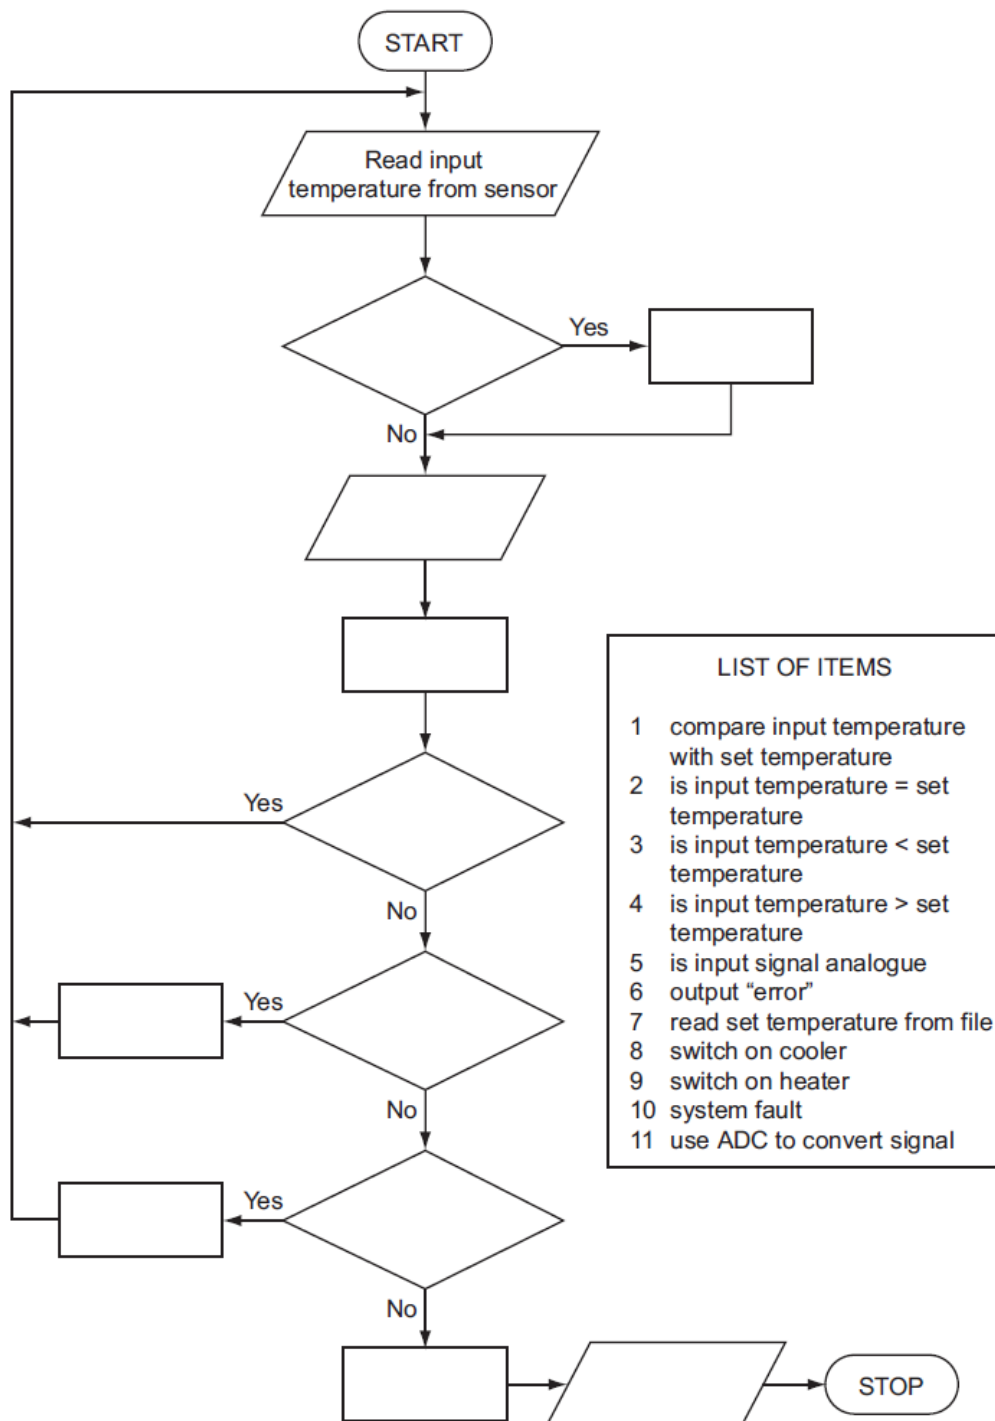 START
Read input
temperature from sensor
Yes
No
LIST OF ITEMS
1 compare input temperature
with set temperature
2 is input temperature = set
temperature
3 is input temperature < set
temperature
4 is input temperature > set
temperature
5 is input signal analogue
6 output “error”
7 read set temperature from file
8 switch on cooler
9 switch on heater
10 system fault
11 use ADC to convert signal
Yes
No
Yes
No
Yes
No
STOP